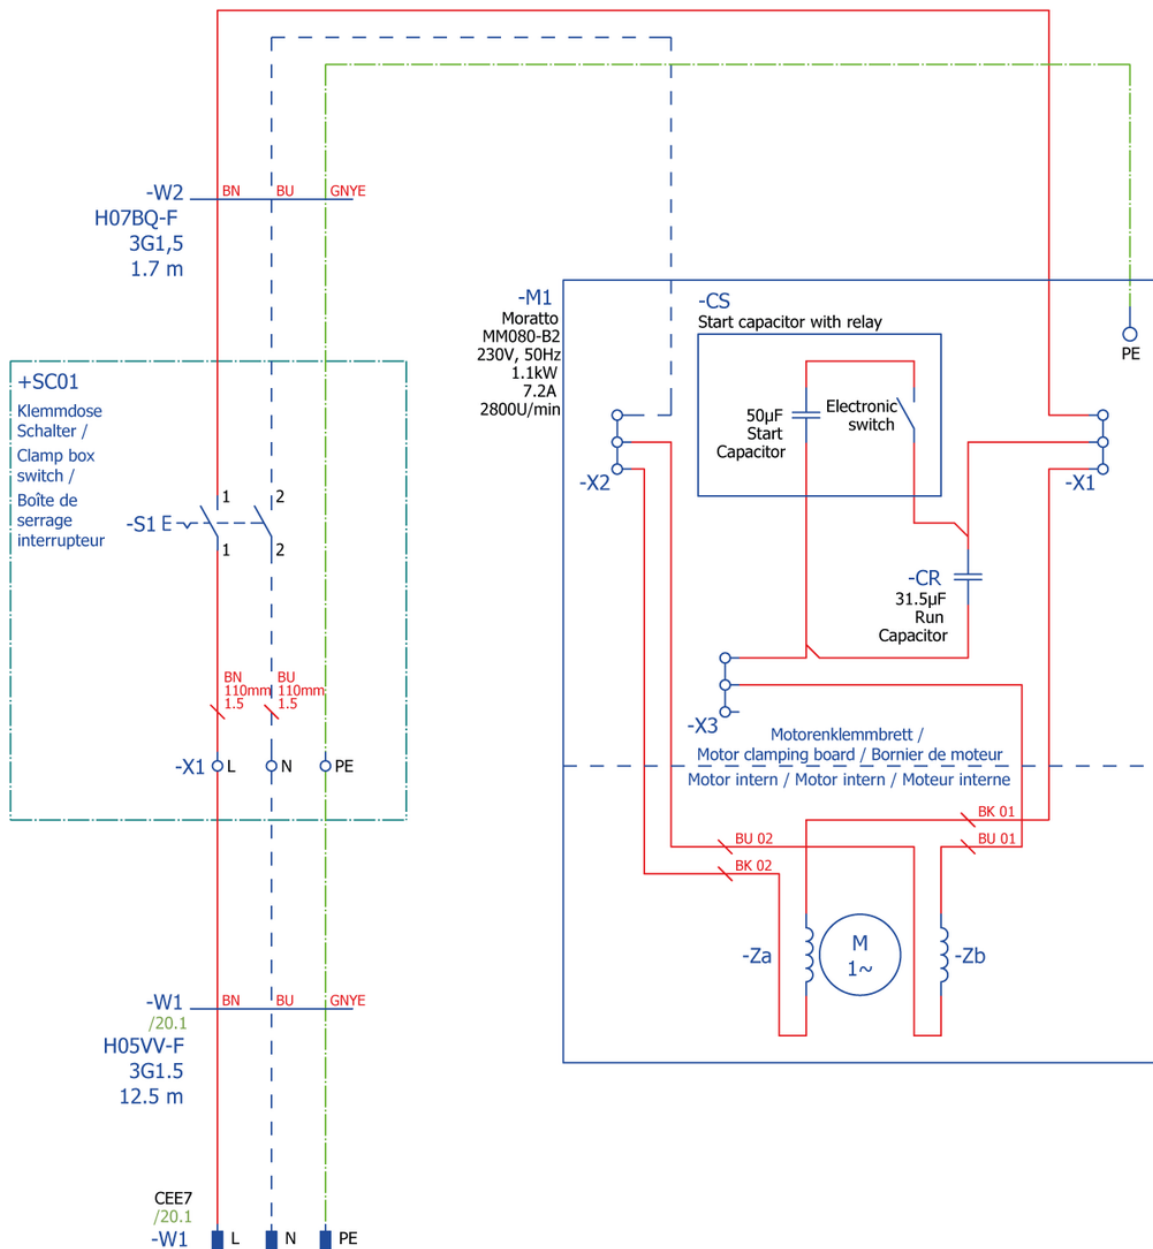 -W2
BN
BU
GNYE
H07BQ-F
3G1,5
1.7 m
+SC01
Klemmdose
Schalter /
Clamp box
switch /
Boîte de
serrage
interrupteur
1
2
-S1 E
1
2
BN
110mm
1.5
BU
110mm
1.5
-X1
L
N
PE
-W1
/20.1
BN
BU
GNYE
H05VV-F
3G1.5
12.5 m
CEE7
/20.1
-W1
L
N
PE
-M1
Moratto
MM080-B2
230V, 50Hz
1.1kW
7.2A
2800U/min
-CS
Start capacitor with relay
50µF
Start
Capacitor
Electronic
switch
PE
-X2
-X1
-CR
31.5µF
Run
Capacitor
-X3
Motorenklemmbrett /
Motor clamping board / Bornier de moteur
Motor intern / Motor intern / Moteur interne
BK 01
BU 02
BU 01
BK 02
-Za
M
1~
-Zb